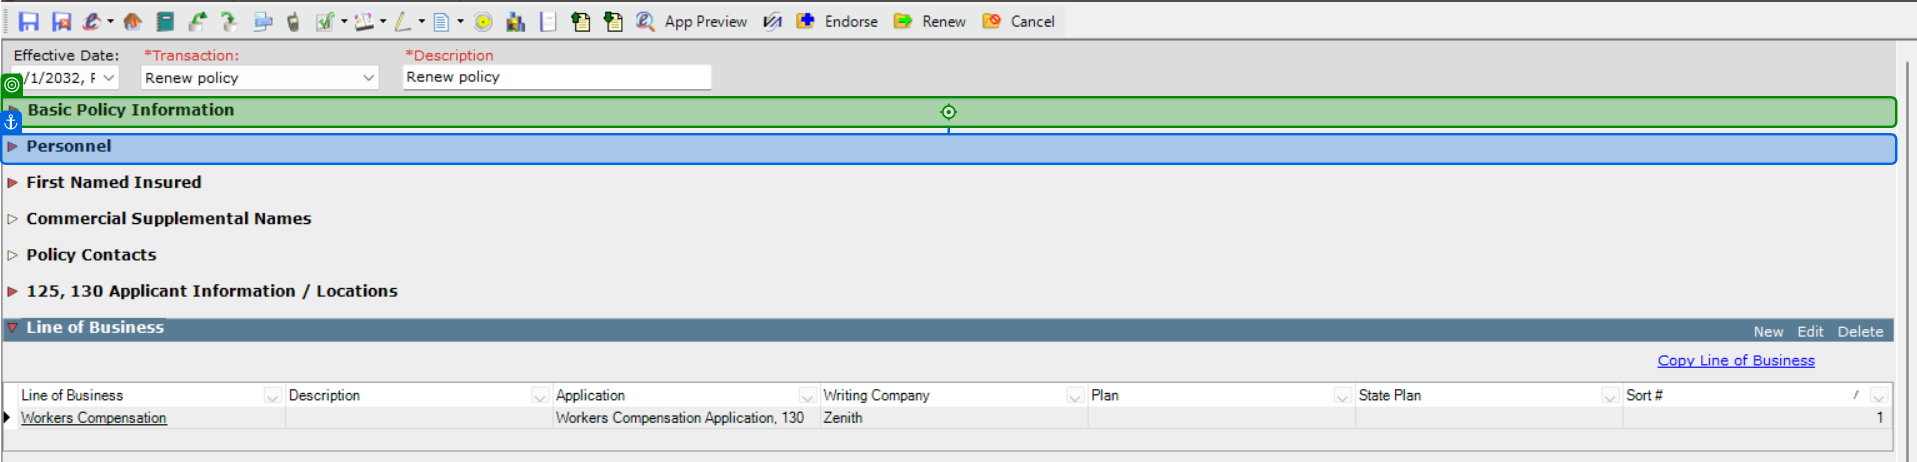 App Preview Endorse Renew Cancel
Effective Date: *Transaction: *Description
/1/2032, F Renew policy Renew policy
Basic Policy Information
Personnel
First Named Insured
Commercial Supplemental Names
Policy Contacts
125, 130 Applicant Information / Locations
Line of Business New Edit Delete
Copy Line of Business
Line of Business Description Application Writing Company Plan State Plan Sort #
Workers Compensation Workers Compensation Application, 130 Zenith 1